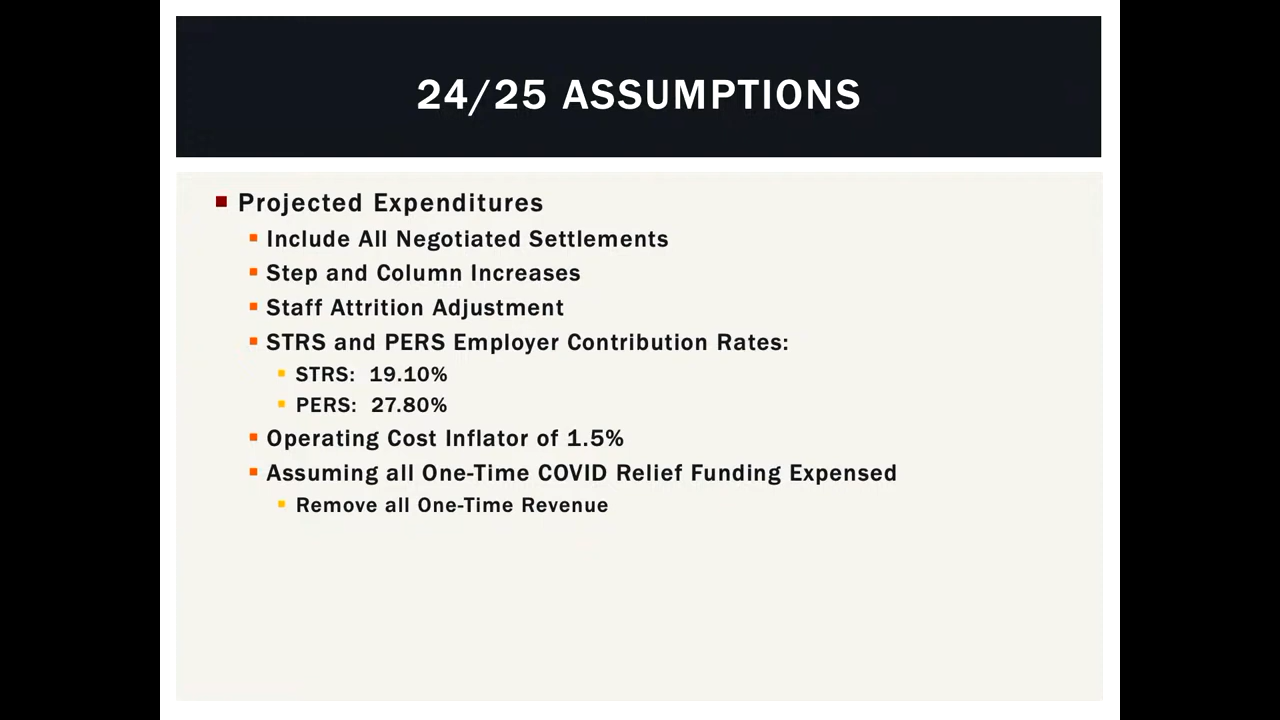 24/25 ASSUMPTIONS
Projected Expenditures
Include All Negotiated Settlements
Step and Column Increases
Staff Attrition Adjustment
STRS and PERS Employer Contribution Rates:
STRS: 19.10%
PERS: 27.80%
Operating Cost Inflator of 1.5%
Assuming all One-Time COVID Relief Funding Expensed
Remove all One-Time Revenue